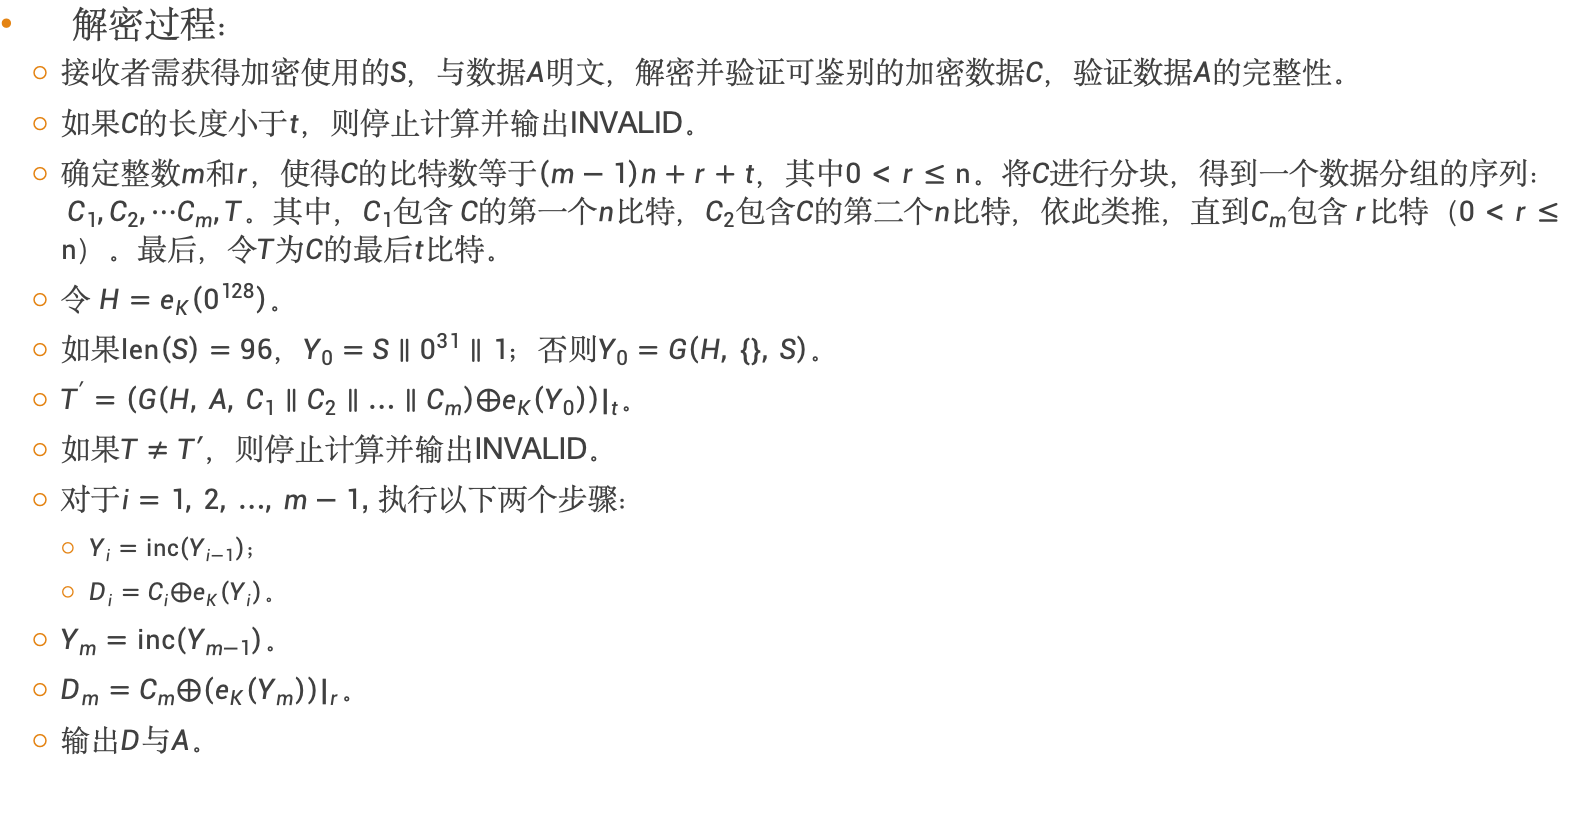 • 解密过程:
○ 接收者需获得加密使用的S，与数据A明文，解密并验证可鉴别的加密数据C，验证数据A的完整性。
○ 如果C的长度小于t，则停止计算并输出INVALID。
○ 确定整数m和r，使得C的比特数等于(m − 1)n + r + t，其中0 < r ≤ n。将C进行分块，得到一个数据分组的序列:
C₁, C₂, ⋯Cₘ, T。其中，C₁包含 C的第一个n比特，C₂包含C的第二个n比特，依此类推，直到Cₘ包含 r 比特（0 < r ≤
n）。最后，令T为C的最后t比特。
○ 令 H = e_K(0¹²⁸)。
○ 如果len(S) = 96，Y₀ = S ∥ 0³¹ ∥ 1；否则Y₀ = G(H, {}, S)。
○ T′ = (G(H, A, C₁ ∥ C₂ ∥ … ∥ Cₘ)⊕e_K(Y₀))|ₜ。
○ 如果T ≠ T′，则停止计算并输出INVALID。
○ 对于i = 1, 2, …, m − 1, 执行以下两个步骤:
○ Yᵢ = inc(Yᵢ₋₁)；
○ Dᵢ = Cᵢ⊕e_K(Yᵢ)。
○ Yₘ = inc(Yₘ₋₁)。
○ Dₘ = Cₘ⊕(e_K(Yₘ))|ᵣ。
○ 输出D与A。